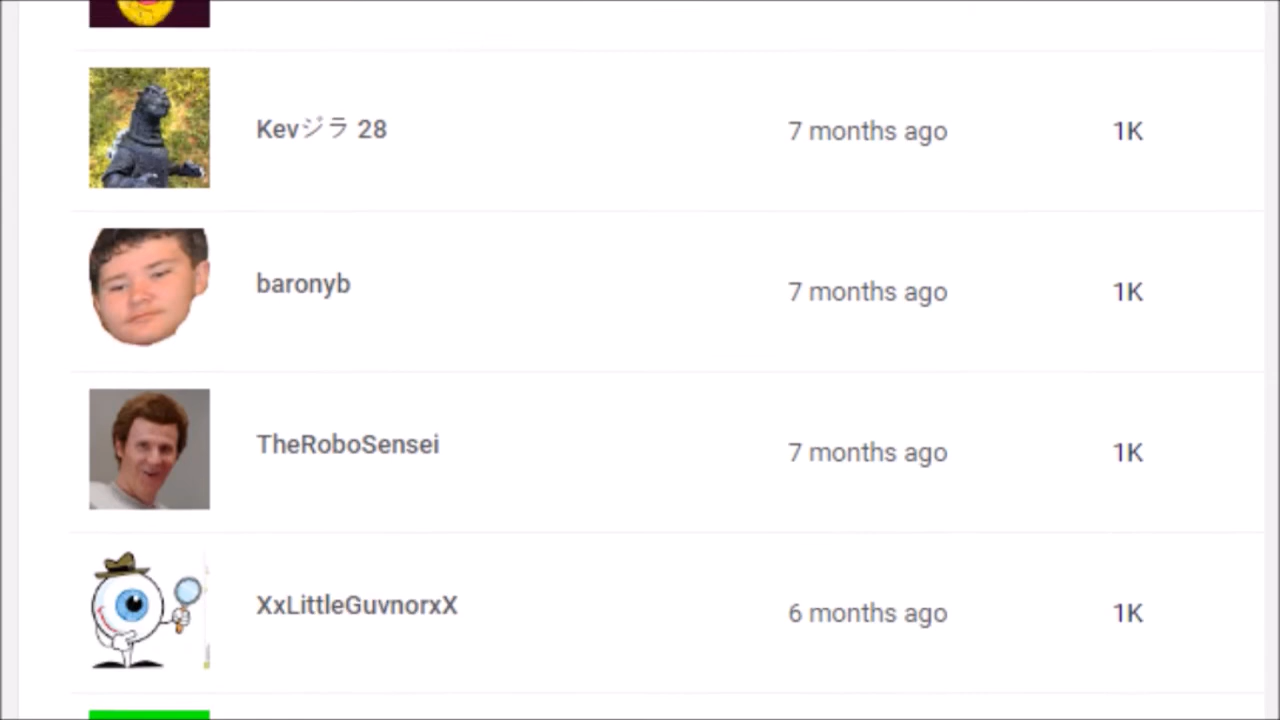 Kevジラ 28 7 months ago 1K
baronyb 7 months ago 1K
TheRoboSensei 7 months ago 1K
XxLittleGuvnorxX 6 months ago 1K